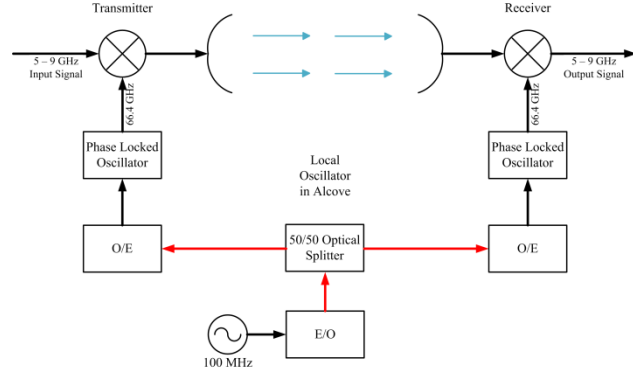 Transmitter
Receiver
5 – 9 GHz
Input Signal
5 – 9 GHz
Output Signal
66.4 GHz
66.4 GHz
Phase Locked
Oscillator
Phase Locked
Oscillator
Local
Oscillator
in Alcove
O/E
50/50 Optical
Splitter
O/E
E/O
100 MHz